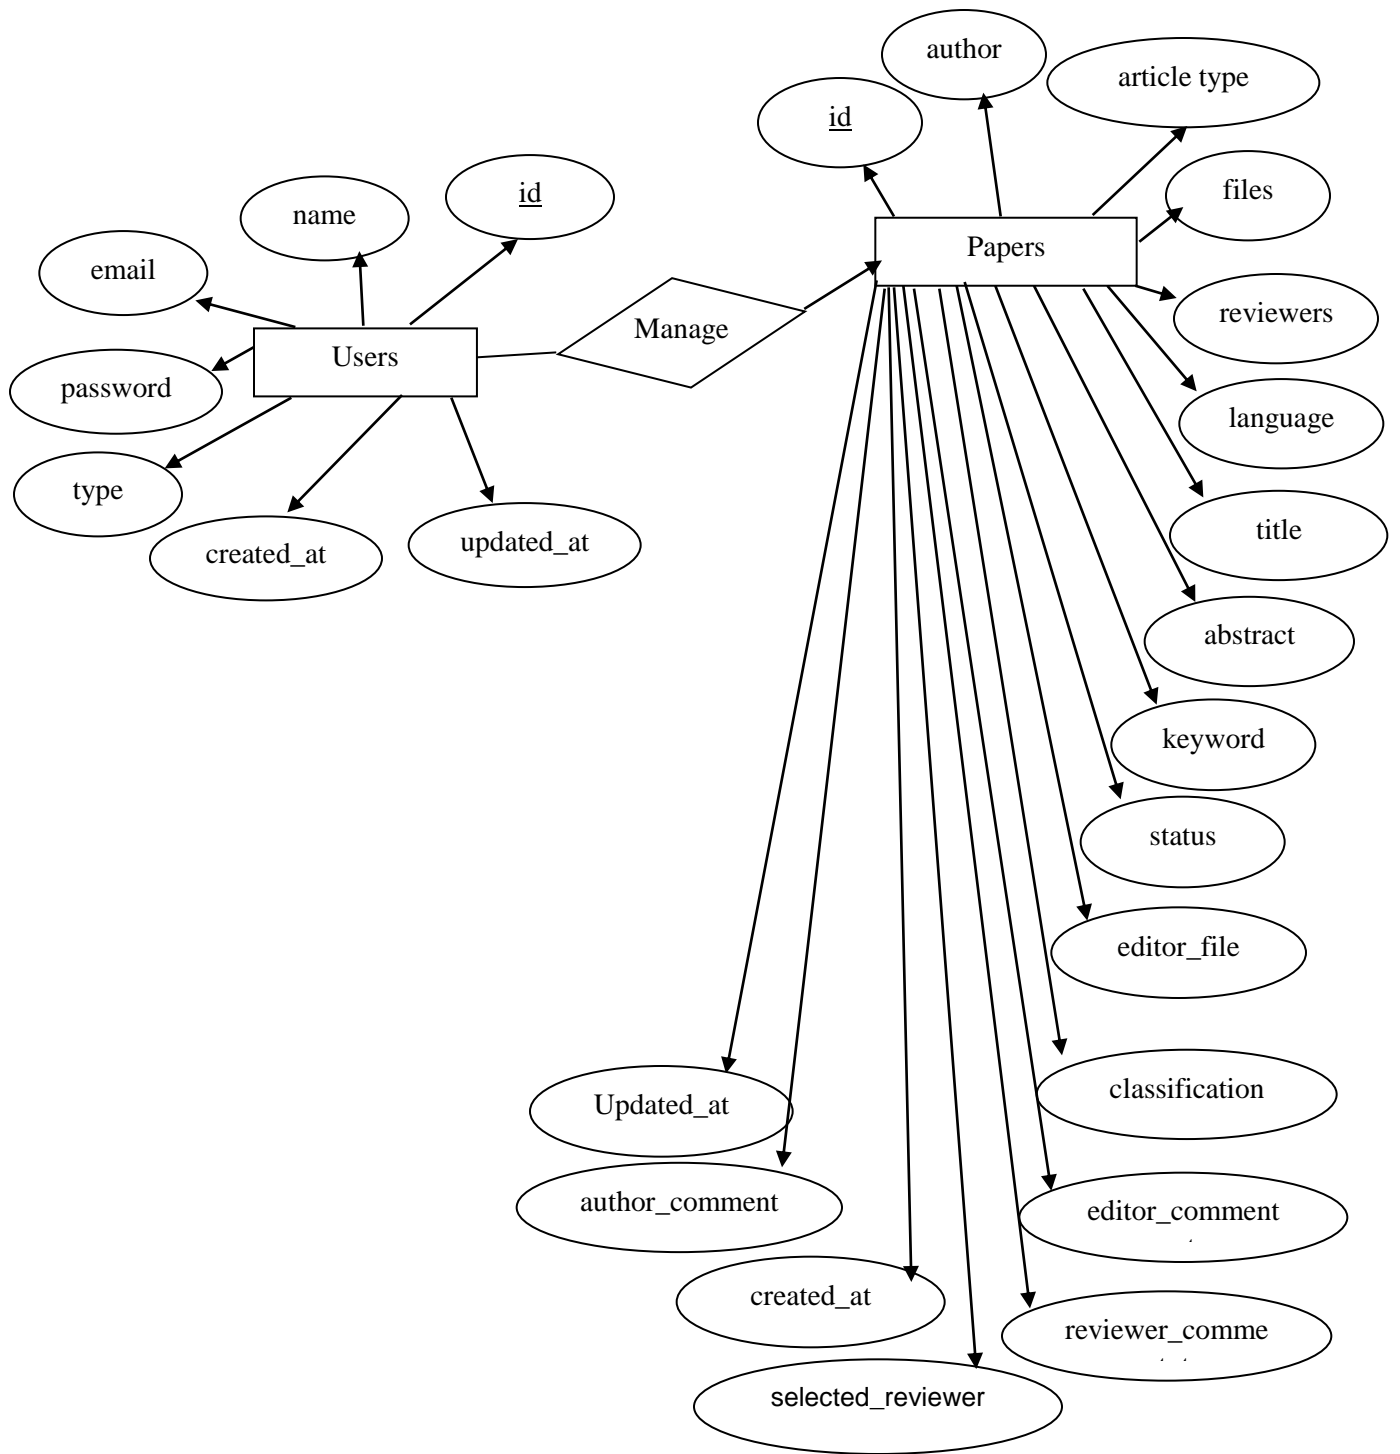 author
article type
id
files
name
id
Papers
email
reviewers
Manage
Users
password
language
type
title
created_at
updated_at
abstract
keyword
status
editor_file
classification
Updated_at
author_comment
editor_comment
created_at
reviewer_comme
selected_reviewer